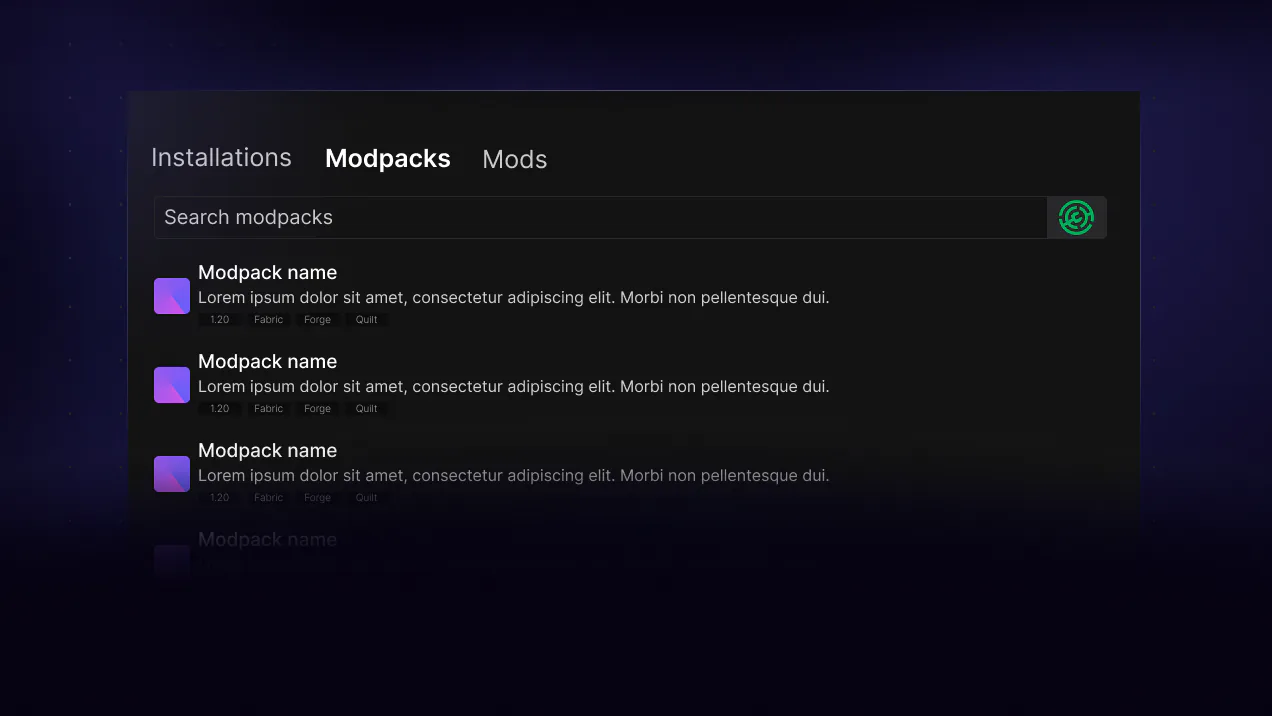 Installations Modpacks Mods
Search modpacks
Modpack name
Lorem ipsum dolor sit amet, consectetur adipiscing elit. Morbi non pellentesque dui.
1.20 Fabric Forge Quilt
Modpack name
Lorem ipsum dolor sit amet, consectetur adipiscing elit. Morbi non pellentesque dui.
1.20 Fabric Forge Quilt
Modpack name
Lorem ipsum dolor sit amet, consectetur adipiscing elit. Morbi non pellentesque dui.
1.20 Fabric Forge Quilt
Modpack name